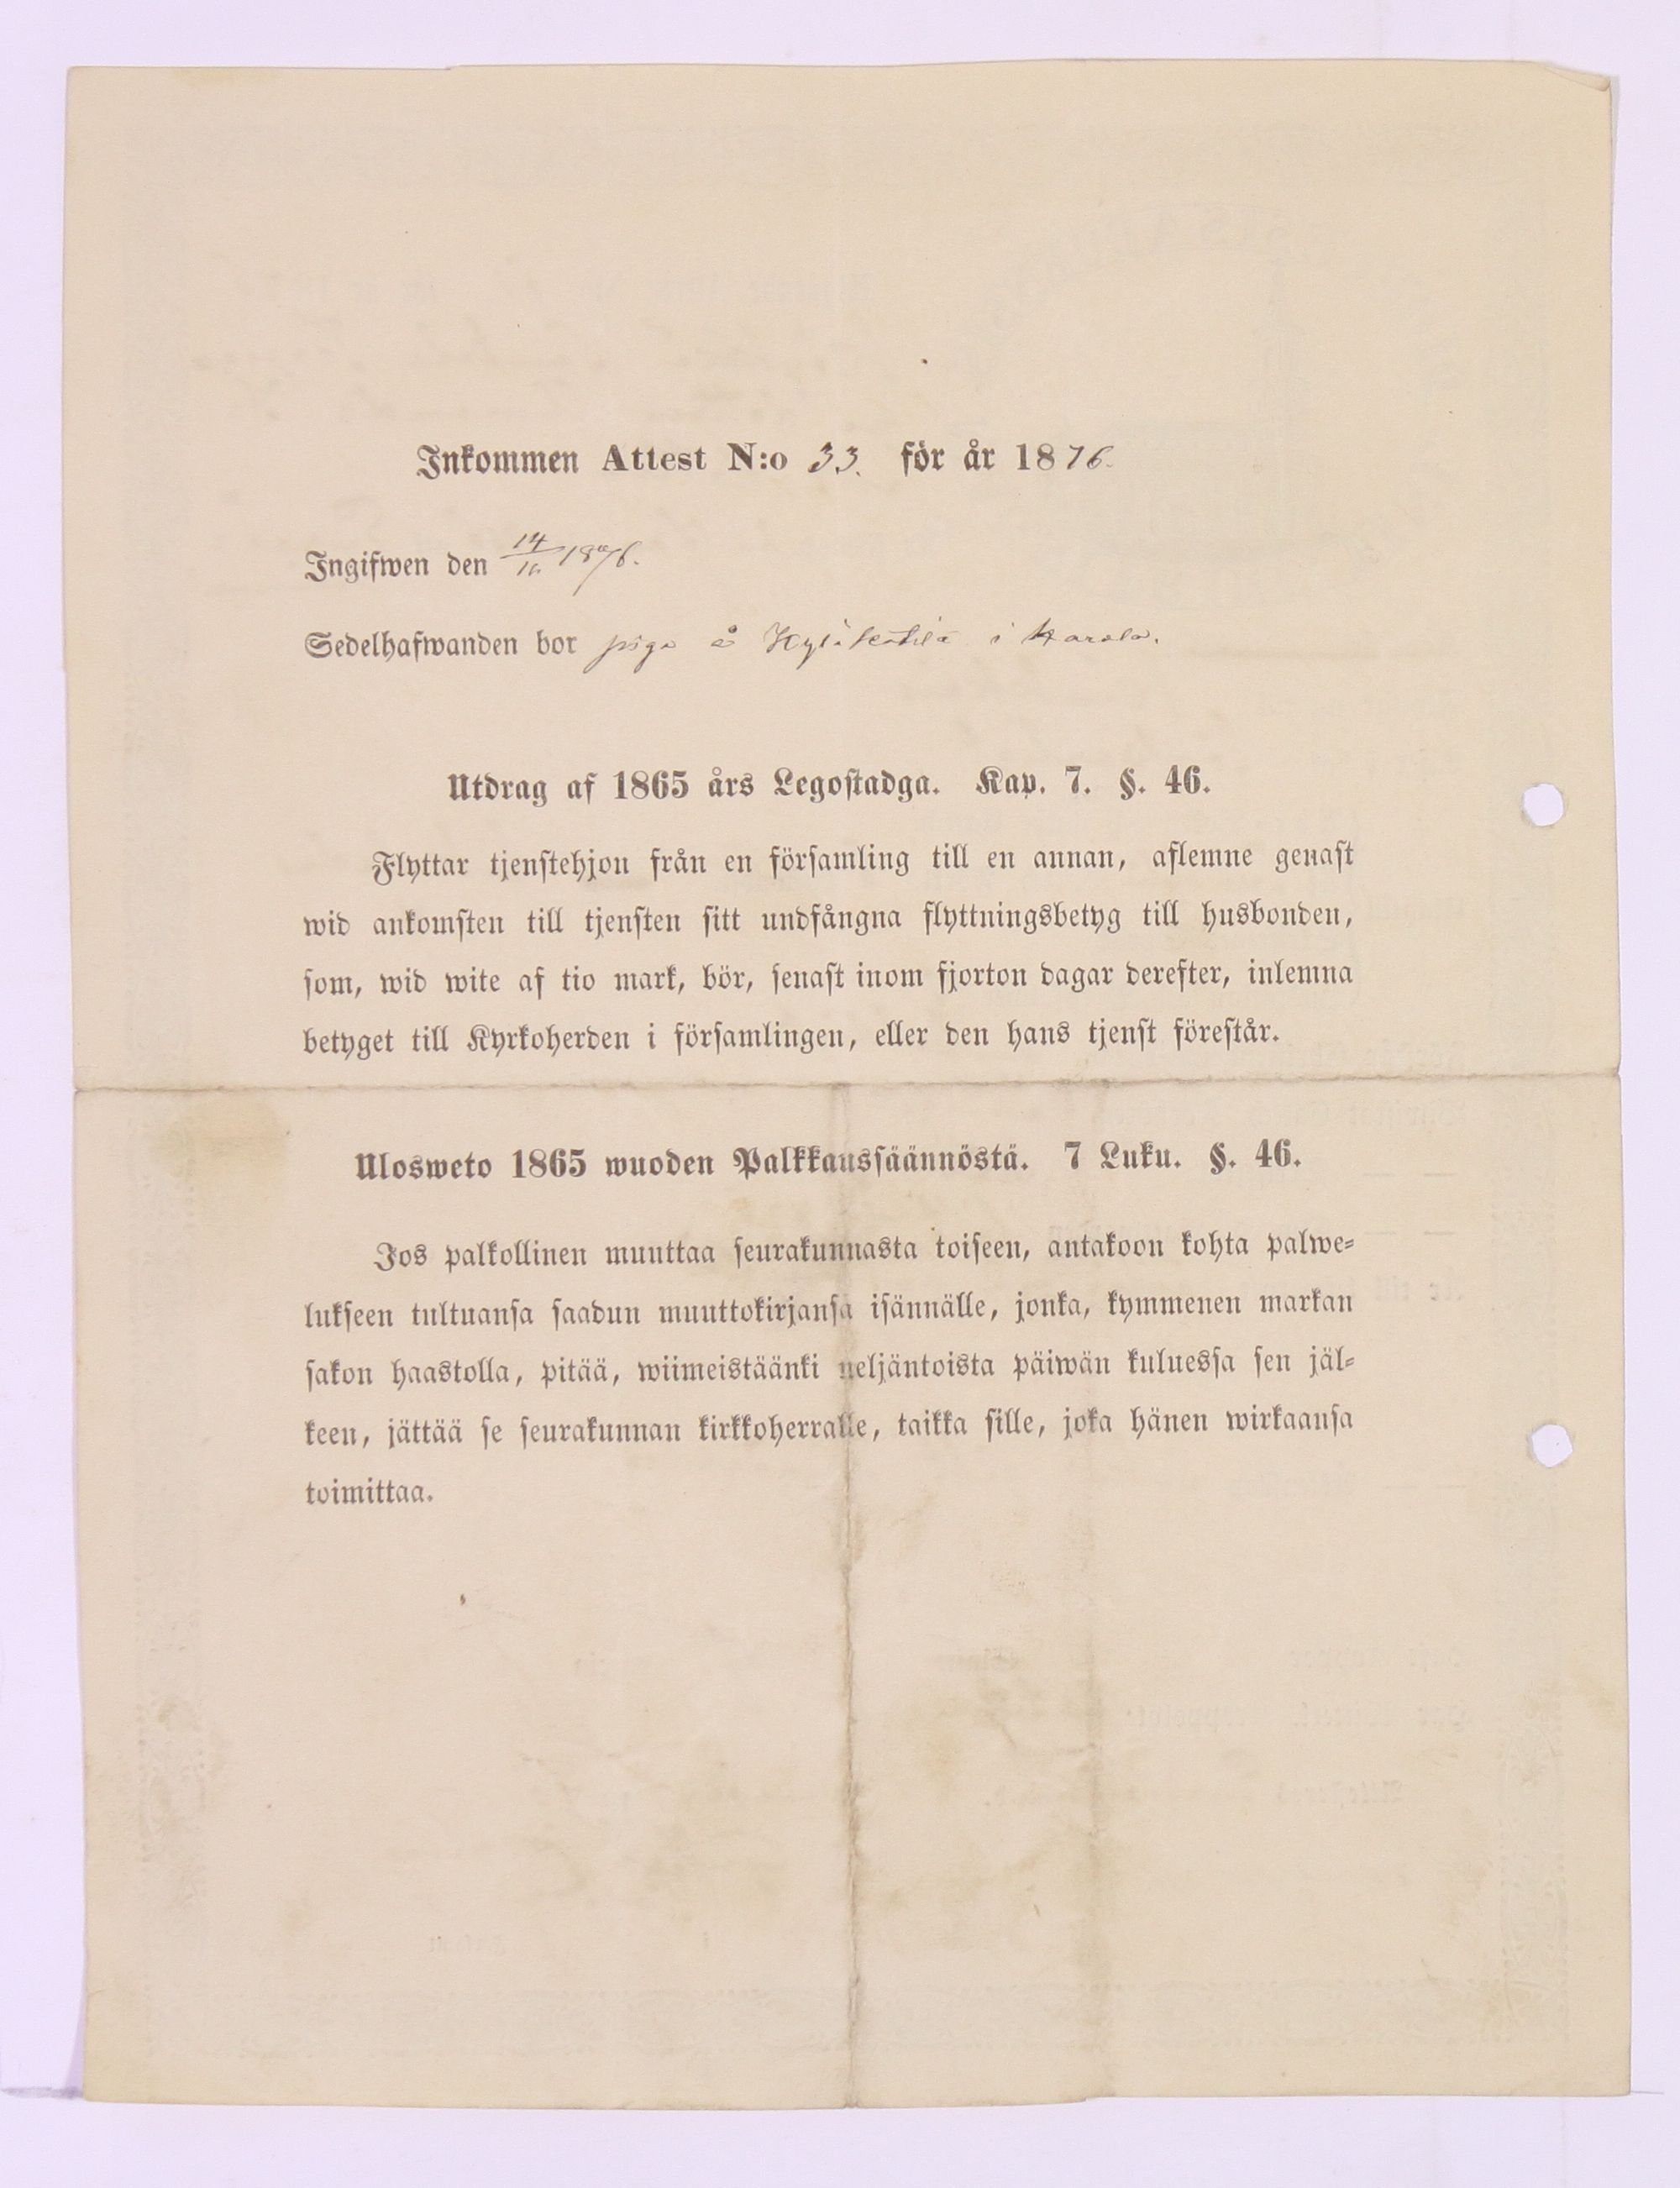 Inkommen Attest N:o 33. för år 1876.
Ingifwen den 14/10 1876.
Sedelhafwanden bor piga å Kyläketilä i Karola.
Utdrag af 1865 års Legostadga. Kap. 7. §. 46.
Flyttar tjenstehjon från en församling till en annan, aflemne genast
wid ankomsten till tjensten sitt undfångna flyttningsbetyg till husbonden,
som, wid wite af tio mark, bör, senast inom fjorton dagar derefter, inlemna
betyget till Kyrkoherden i församlingen, eller den hans tjenst förestår.
Ulosweto 1865 wuoden Palkkaussäännöstä. 7 Luku. §. 46.
Jos palkollinen muuttaa seurakunnasta toiseen, antakoon kohta palwe=
lukseen tultuansa saadun muuttokirjansa isännälle, jonka, kymmenen markan
sakon haastolla, pitää, wiimeistäänki neljäntoista päiwän kuluessa sen jäl=
keen, jättää se seurakunnan kirkkoherralle, taikka sille, joka hänen wirkaansa
toimittaa.